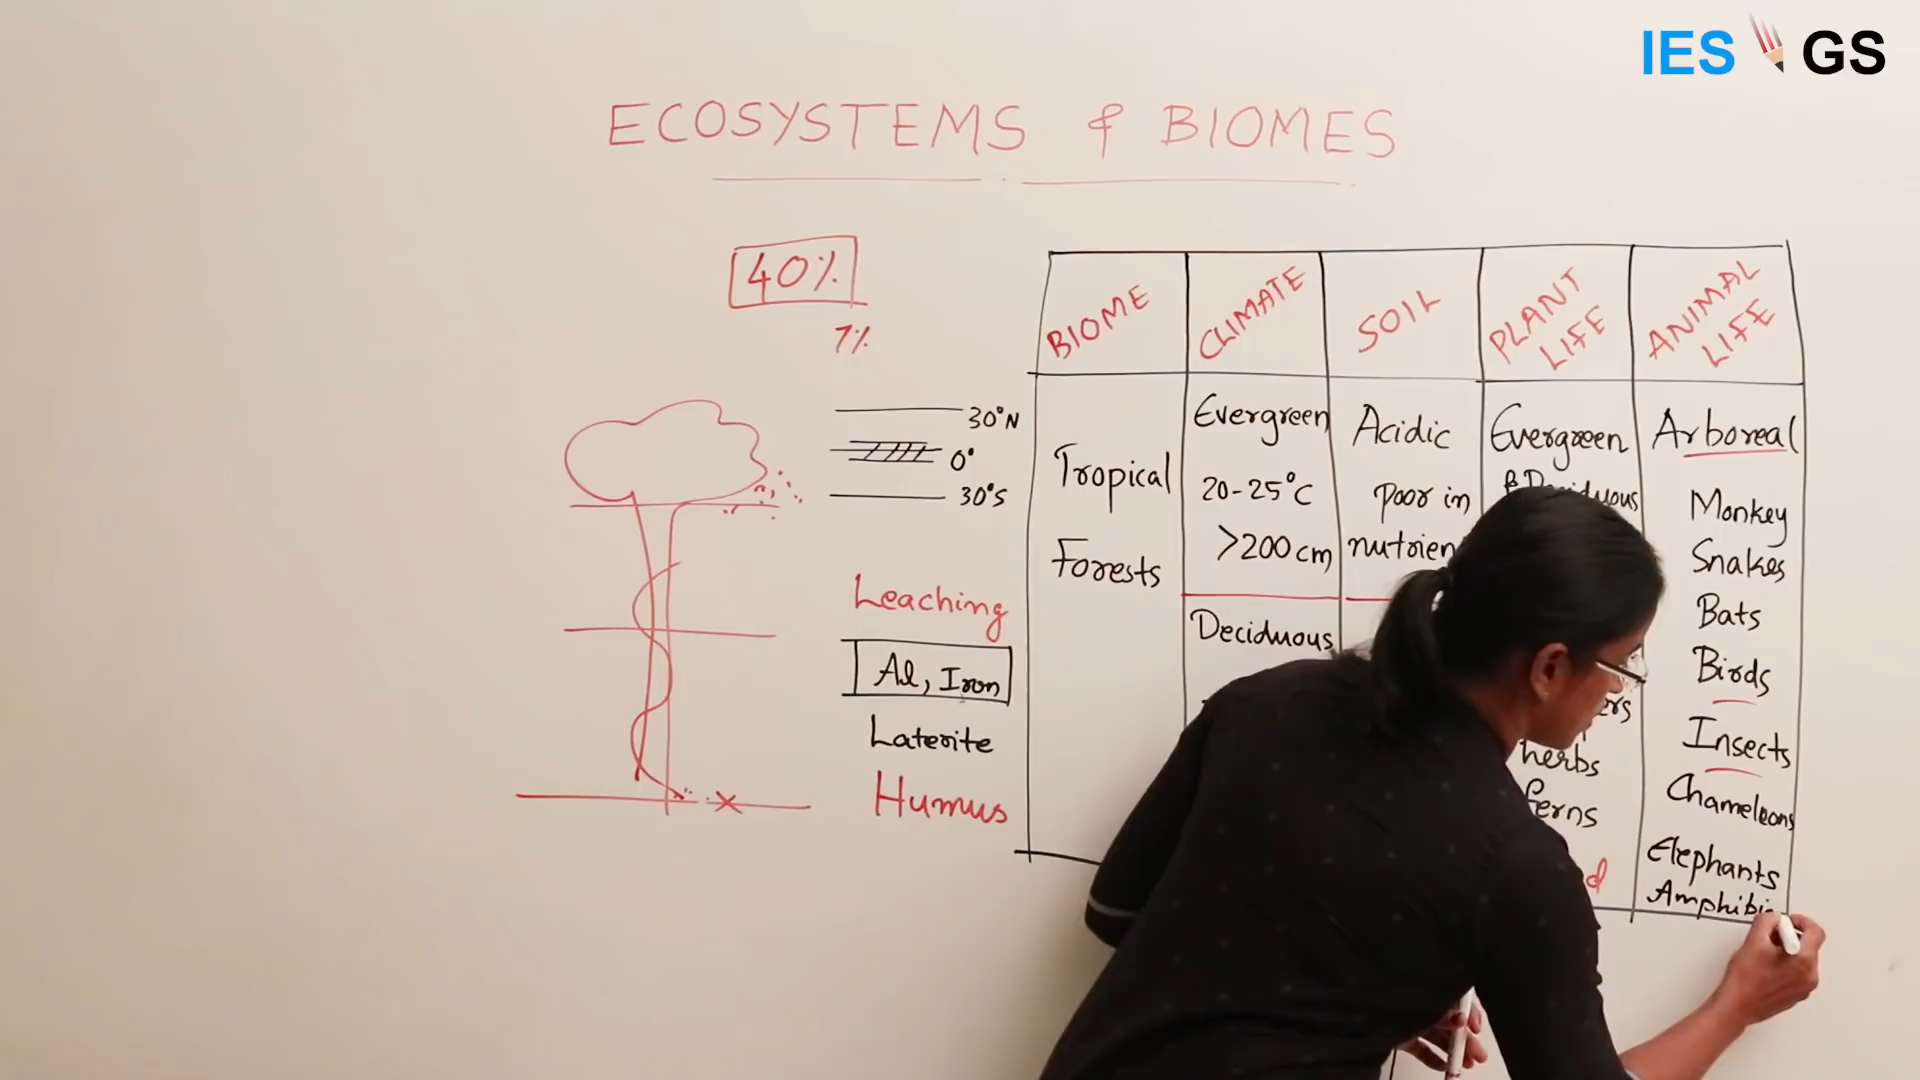 IES GS
ECOSYSTEMS & BIOMES
40%
7%
30°N
0°
30°S
Leaching
Al, Iron
Laterite
Humus
BIOME
CLIMATE
SOIL
PLANT LIFE
ANIMAL LIFE
Tropical
Forests
Evergreen
20-25°C
>200 cm
Deciduous
Acidic
poor in
Evergreen
herbs
ferns
Arboreal
Monkey
Snakes
Bats
Birds
Insects
Chameleons
Elephants